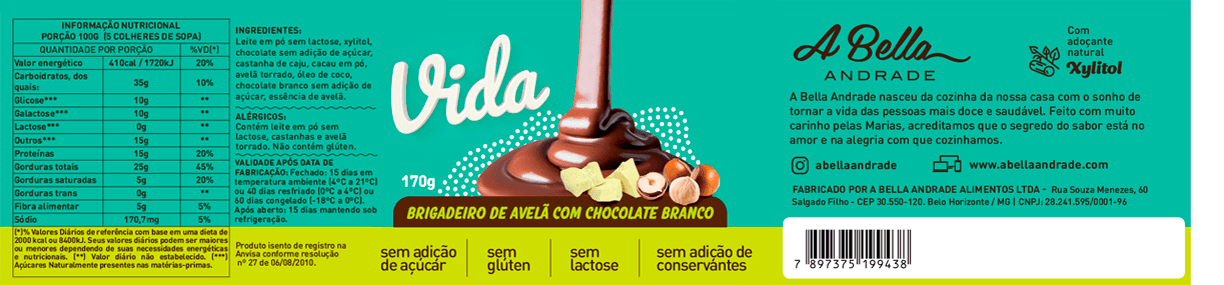 INFORMAÇÃO NUTRICIONAL
PORÇÃO 100G (5 COLHERES DE SOPA)
QUANTIDADE POR PORÇÃO %VD(*)
Valor energético 410cal / 1720kJ 20%
Carboidratos, dos
quais: 35g 10%
Glicose*** 10g **
Galactose*** 10g **
Lactose*** 0g **
Outros*** 15g
Proteínas 15g 20%
Gorduras totais 25g 45%
Gorduras saturadas 5g 20%
Gorduras trans 0g **
Fibra alimentar 5g 5%
Sódio 170,7mg 5%
(*)% Valores Diários de referência com base em uma dieta de
2000 kcal ou 8400kJ. Seus valores diários podem ser maiores
ou menores dependendo de suas necessidades energéticas
e nutricionais. (**) Valor diário não estabelecido. (***)
Açúcares Naturalmente presentes nas matérias-primas.
INGREDIENTES:
Leite em pó sem lactose, xylitol,
chocolate sem adição de açúcar,
castanha de caju, cacau em pó,
avelã torrado, óleo de coco,
chocolate branco sem adição de
açúcar, essência de avelã.
ALÉRGICOS:
Contém leite em pó sem
lactose, castanhas e avelã
torrado. Não contém glúten.
VALIDADE APÓS DATA DE
FABRICAÇÃO: Fechado: 15 dias em
temperatura ambiente (4ºC a 21ºC)
ou 40 dias resfriado (0ºC a 4ºC) ou
60 dias congelado (-18ºC a 0ºC).
Após aberto: 15 dias mantendo sob
refrigeração.
Produto isento de registro na
Anvisa conforme resolução
nº 27 de 06/08/2010.
Vida
170g
BRIGADEIRO DE AVELÃ COM CHOCOLATE BRANCO
sem adição
de açúcar
sem
glúten
sem
lactose
sem adição de
conservantes
A Bella
ANDRADE
Com
adoçante
natural
Xylitol
A Bella Andrade nasceu da cozinha da nossa casa com o sonho de
tornar a vida das pessoas mais doce e saudável. Feito com muito
carinho pelas Marias, acreditamos que o segredo do sabor está no
amor e na alegria com que cozinhamos.
abellaandrade
www.abellaandrade.com
FABRICADO POR A BELLA ANDRADE ALIMENTOS LTDA - Rua Souza Menezes, 60
Salgado Filho - CEP 30.550-120. Belo Horizonte / MG | CNPJ: 28.241.595/0001-96
7 897375 199438